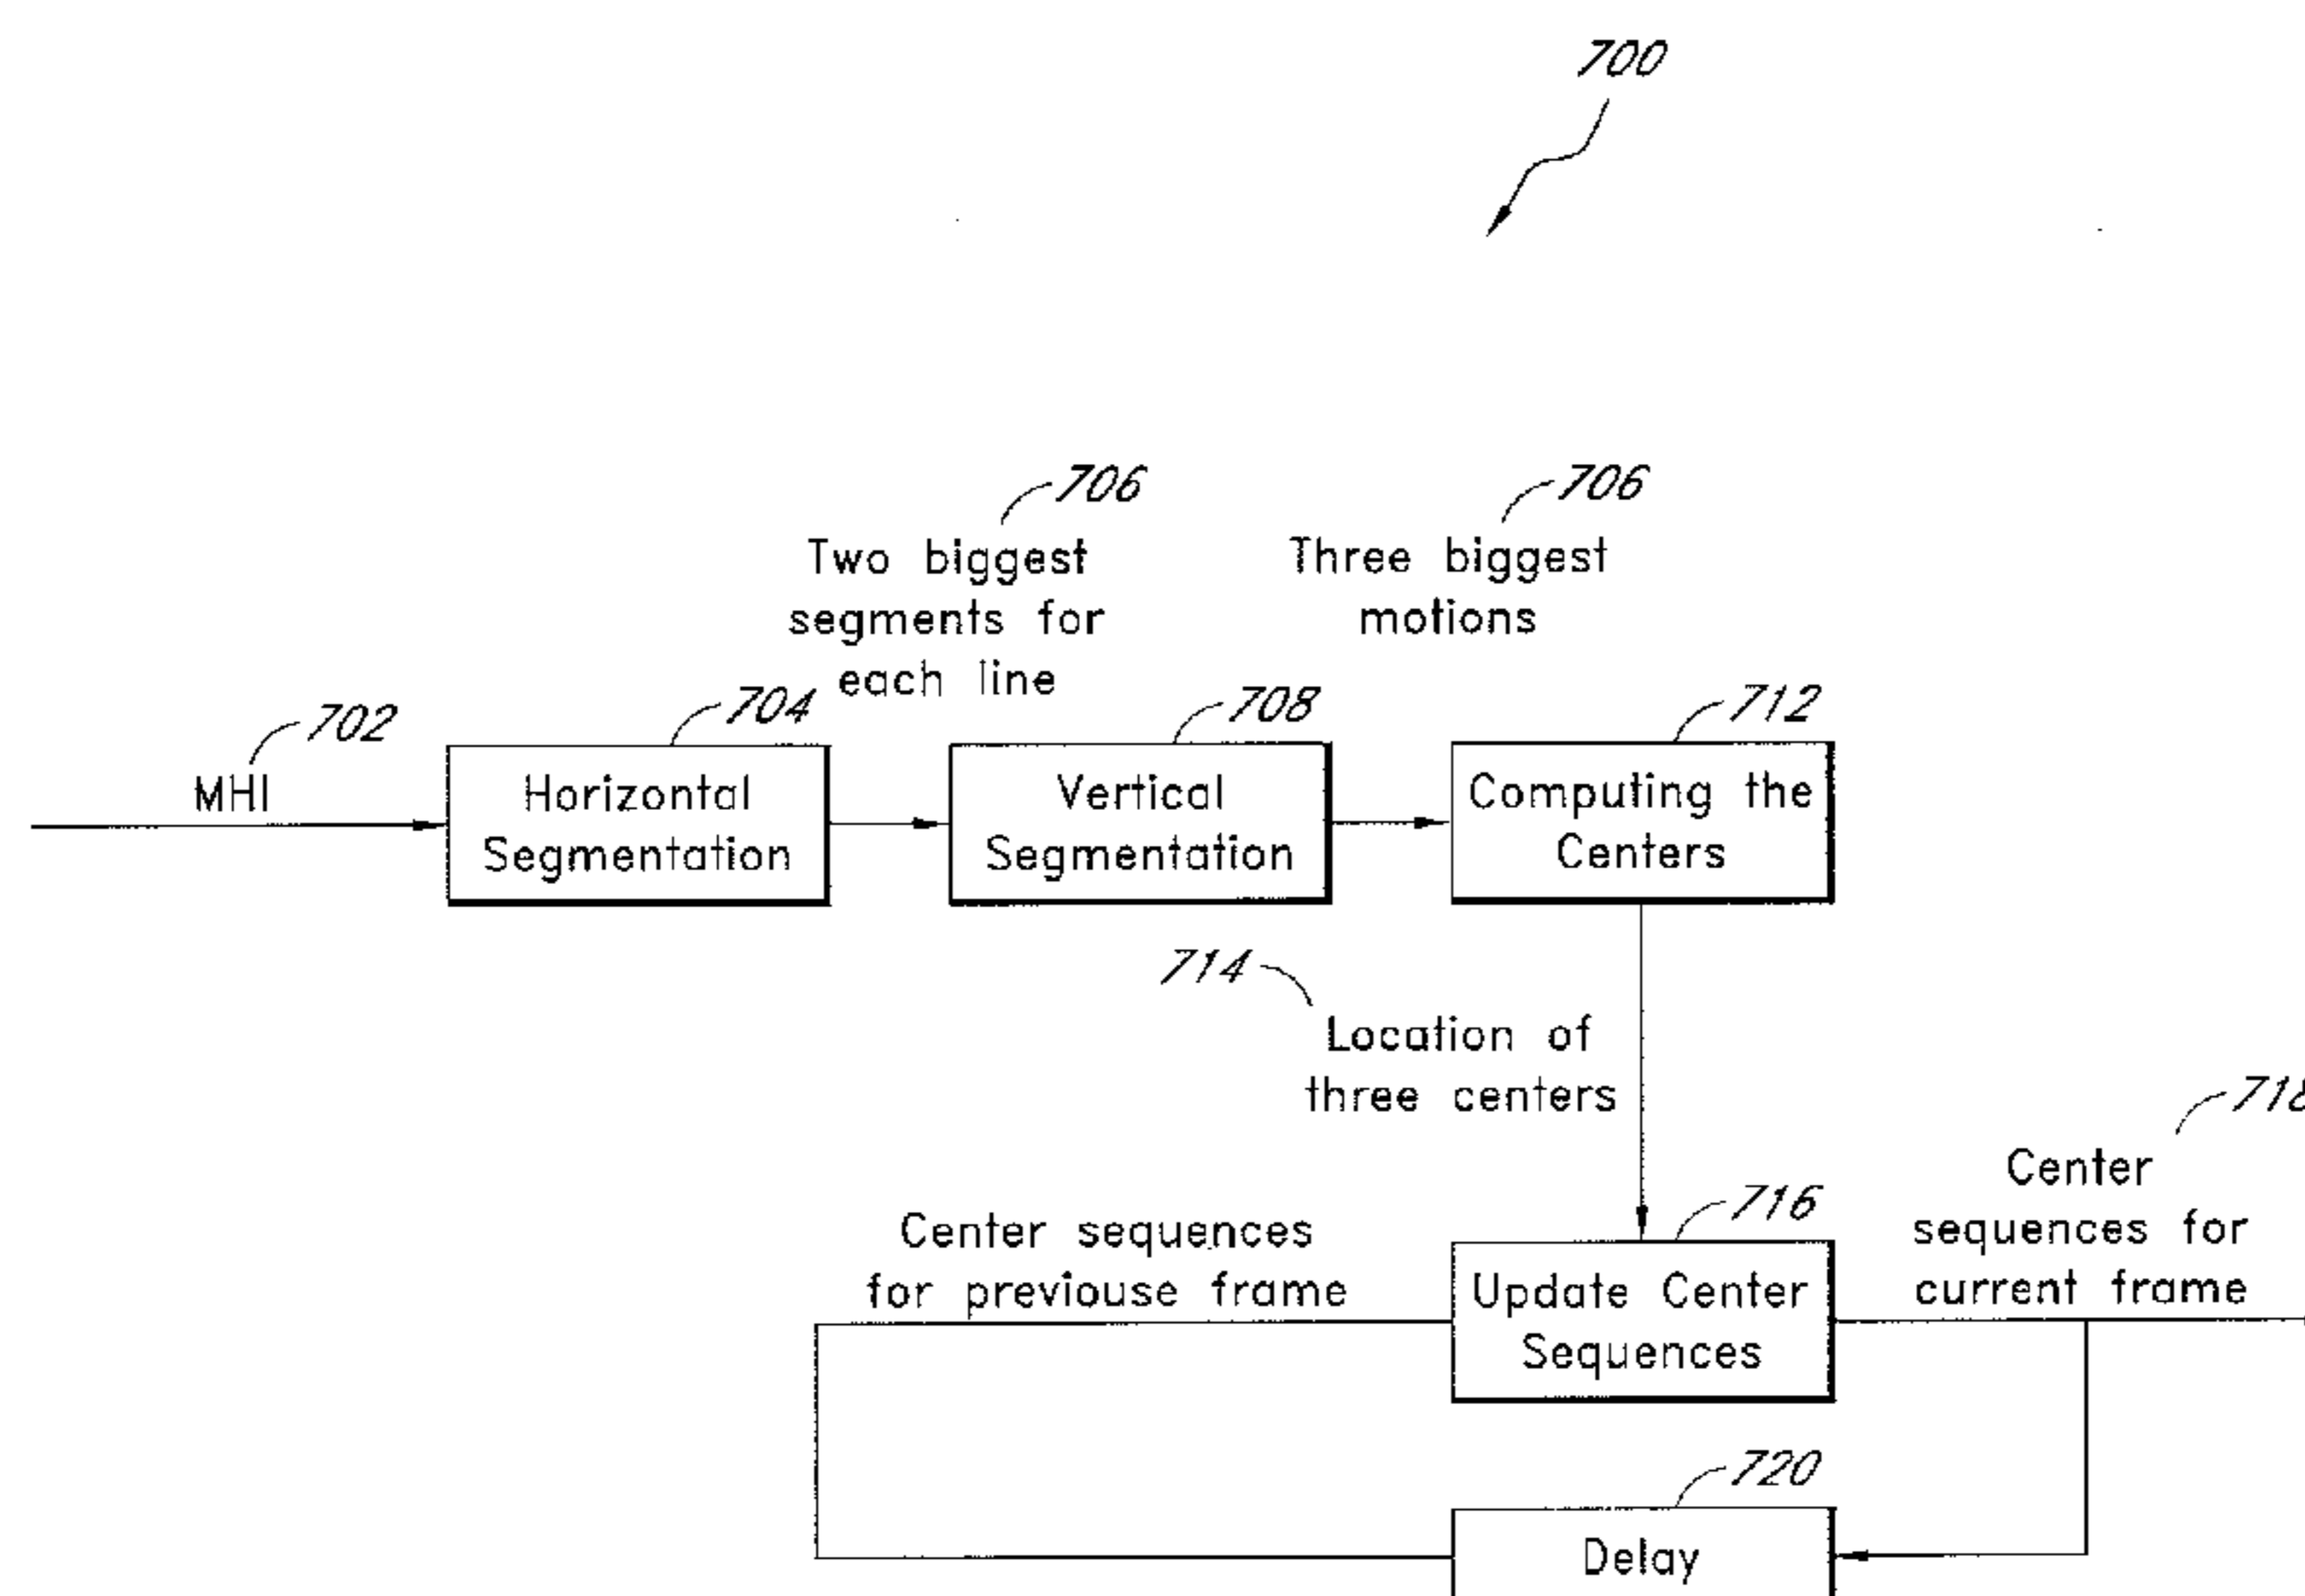 700
706
Two biggest
segments for
each line
706
Three biggest
motions
702
MHI
704
Horizontal
Segmentation
708
Vertical
Segmentation
712
Computing the
Centers
714
Location of
three centers
718
Center
sequences for
current frame
Center sequences
for previouse frame
716
Update Center
Sequences
720
Delay